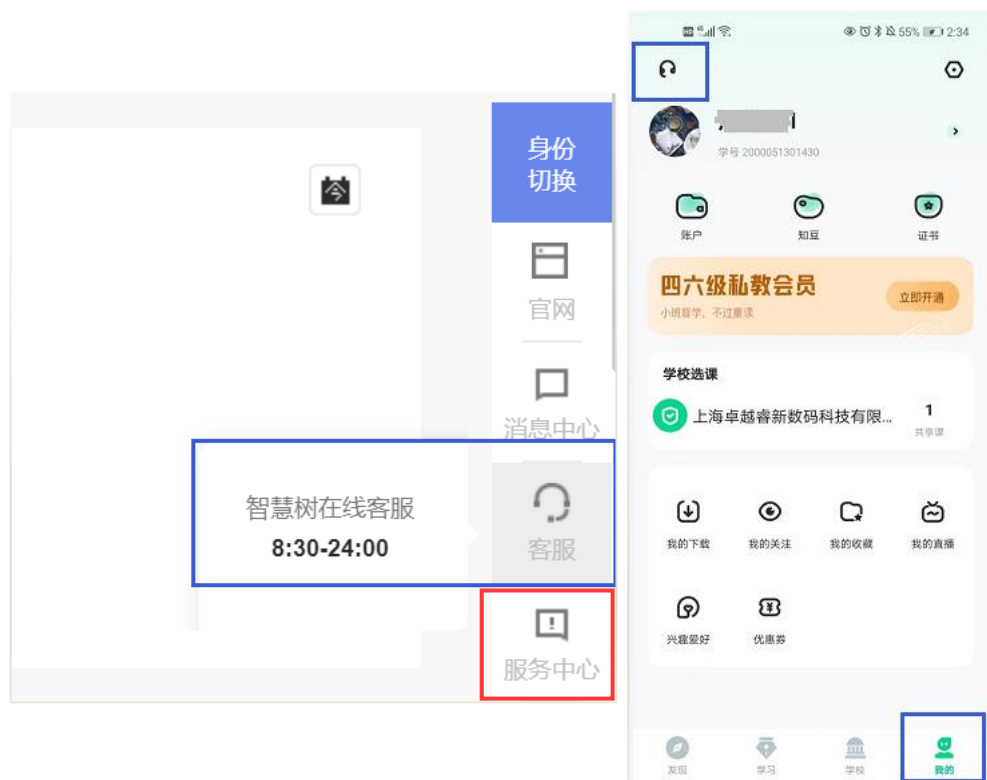 身份
切换
今
官网
消息中心
智慧树在线客服
8:30-24:00
客服
服务中心
55% 2:34
学号 2000051301430
账户
知豆
证书
四六级私教会员
小班督学，不过重读
立即开通
学校选课
上海卓越睿新数码科技有限...
1
共享课
我的下载
我的关注
我的收藏
我的直播
兴趣爱好
优惠券
发现
学习
学校
我的